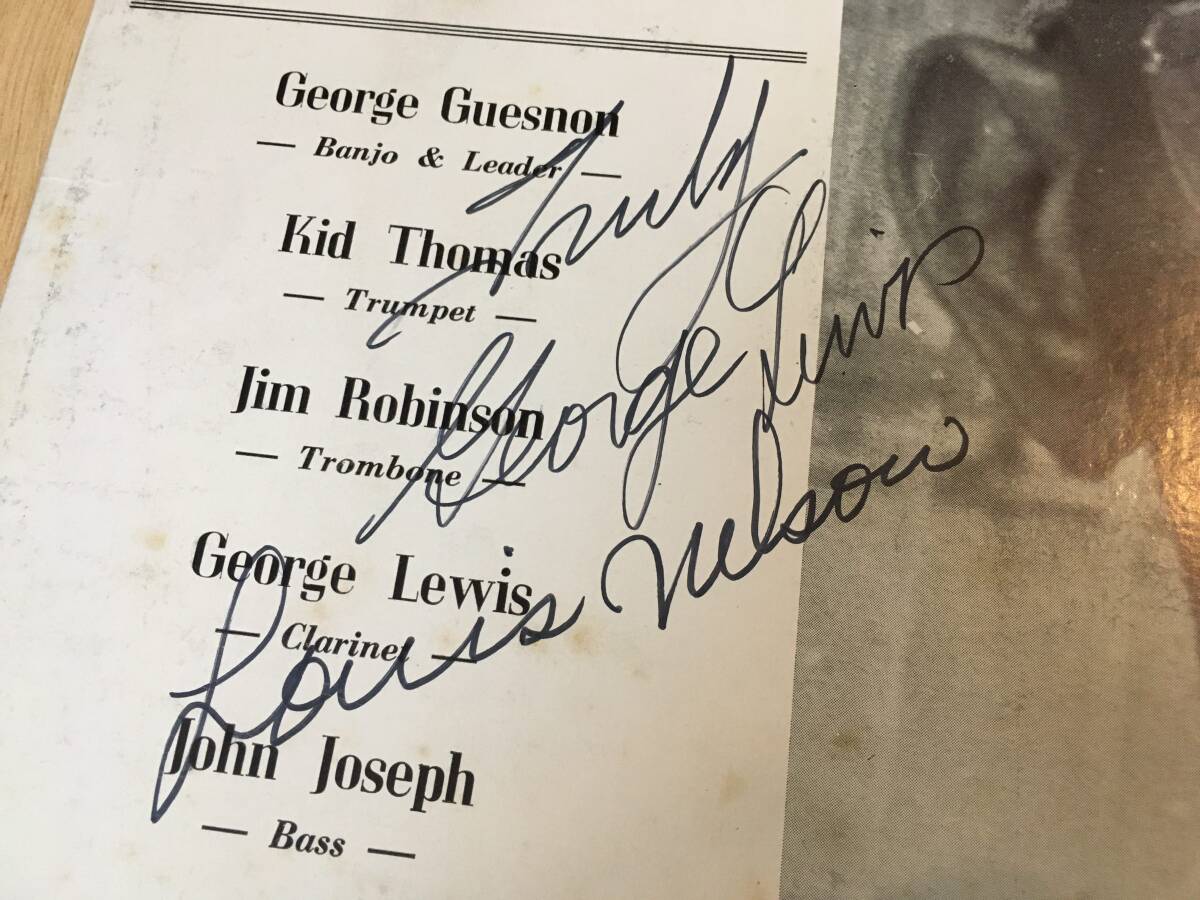 George Guesnon
— Banjo & Leader —
Kid Thomas
— Trumpet —
Jim Robinson
— Trombone —
George Lewis
— Clarinet —
John Joseph
— Bass —
Truly
George Lewis
Louis Nelson